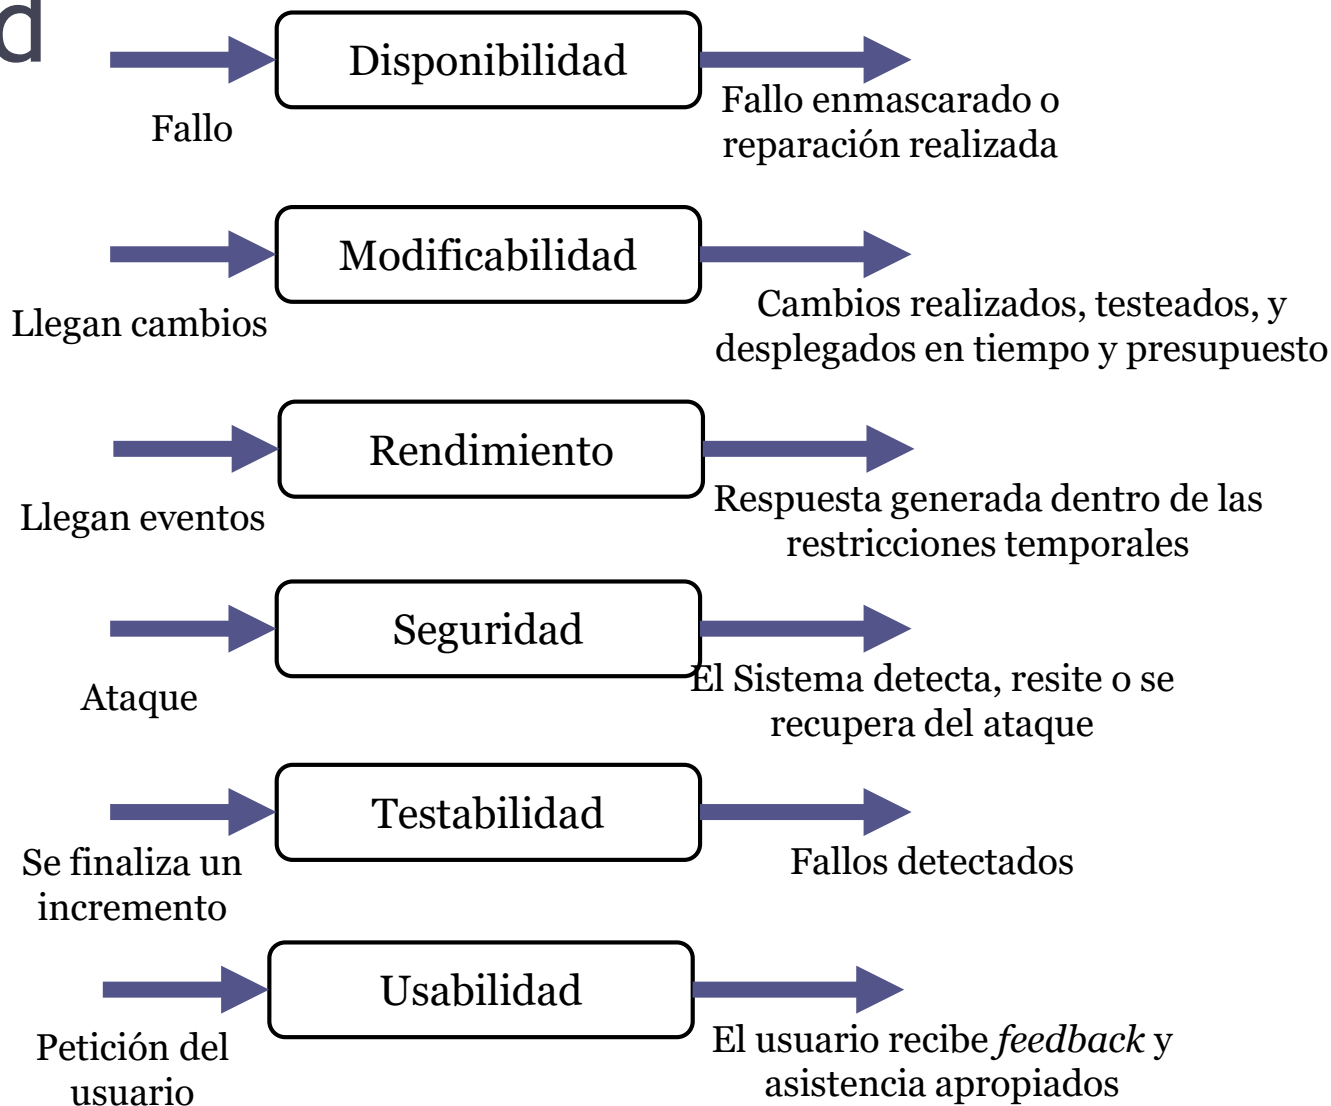 d
Disponibilidad
Fallo
Fallo enmascarado o
reparación realizada
Modificabilidad
Llegan cambios
Cambios realizados, testeados, y
desplegados en tiempo y presupuesto
Rendimiento
Llegan eventos
Respuesta generada dentro de las
restricciones temporales
Seguridad
Ataque
El Sistema detecta, resite o se
recupera del ataque
Testabilidad
Se finaliza un
incremento
Fallos detectados
Usabilidad
Petición del
usuario
El usuario recibe feedback y
asistencia apropiados